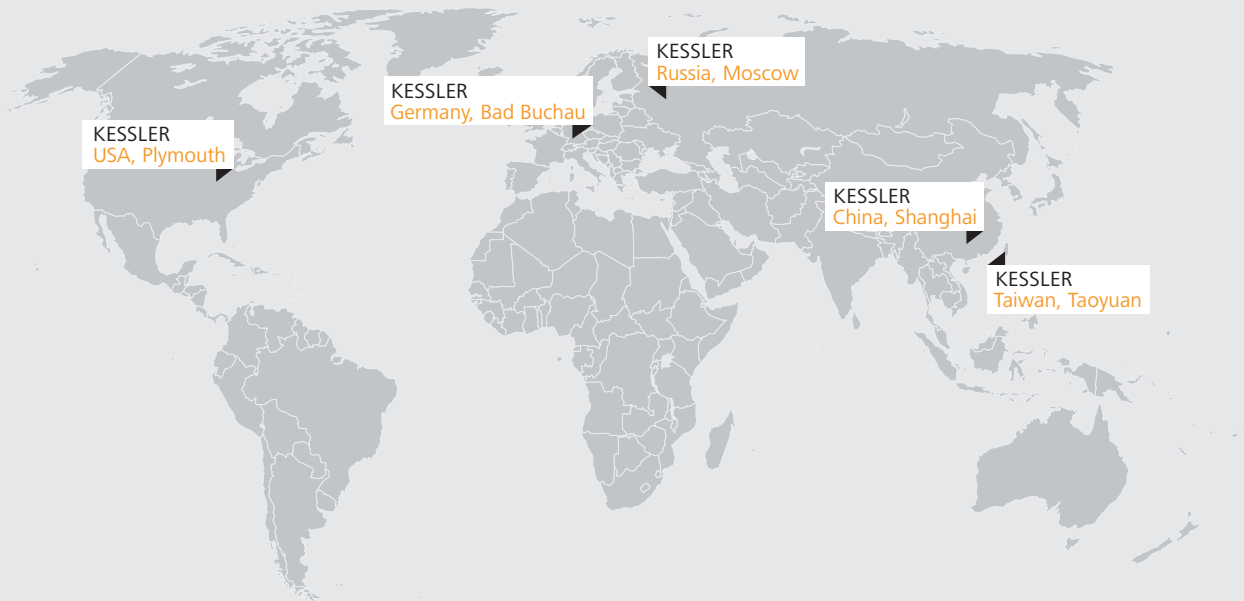 KESSLER
Russia, Moscow
KESSLER
Germany, Bad Buchau
KESSLER
USA, Plymouth
KESSLER
China, Shanghai
KESSLER
Taiwan, Taoyuan